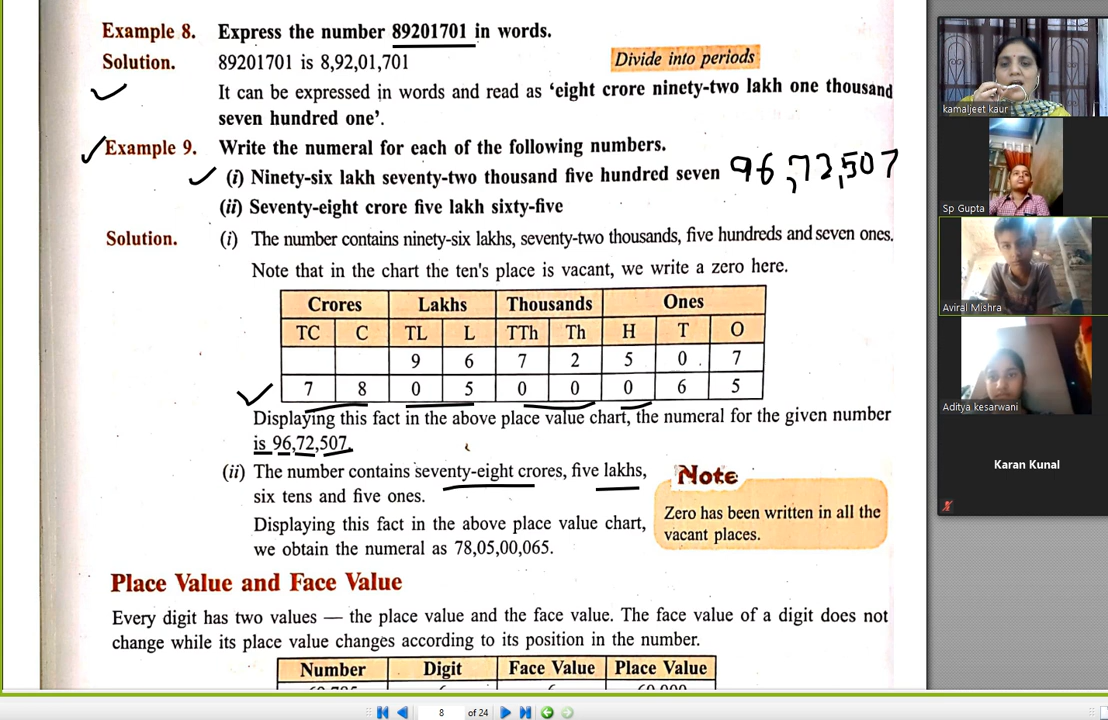 Example 8. Express the number 89201701 in words.
Solution. 89201701 is 8,92,01,701 Divide into periods
It can be expressed in words and read as ‘eight crore ninety-two lakh one thousand
seven hundred one’.
Example 9. Write the numeral for each of the following numbers.
(i) Ninety-six lakh seventy-two thousand five hundred seven 96,72,507
(ii) Seventy-eight crore five lakh sixty-five
Solution. (i) The number contains ninety-six lakhs, seventy-two thousands, five hundreds and seven ones.
Note that in the chart the ten's place is vacant, we write a zero here.
Crores Lakhs Thousands Ones
TC C TL L TTh Th H T O
9 6 7 2 5 0 7
7 8 0 5 0 0 0 6 5
Displaying this fact in the above place value chart, the numeral for the given number
is 96,72,507.
(ii) The number contains seventy-eight crores, five lakhs,
six tens and five ones.
Displaying this fact in the above place value chart,
we obtain the numeral as 78,05,00,065.
Note
Zero has been written in all the
vacant places.
Place Value and Face Value
Every digit has two values — the place value and the face value. The face value of a digit does not
change while its place value changes according to its position in the number.
Number Digit Face Value Place Value
8 of 24
kamaljeet kaur
Sp Gupta
Aviral Mishra
Aditya kesarwani
Karan Kunal